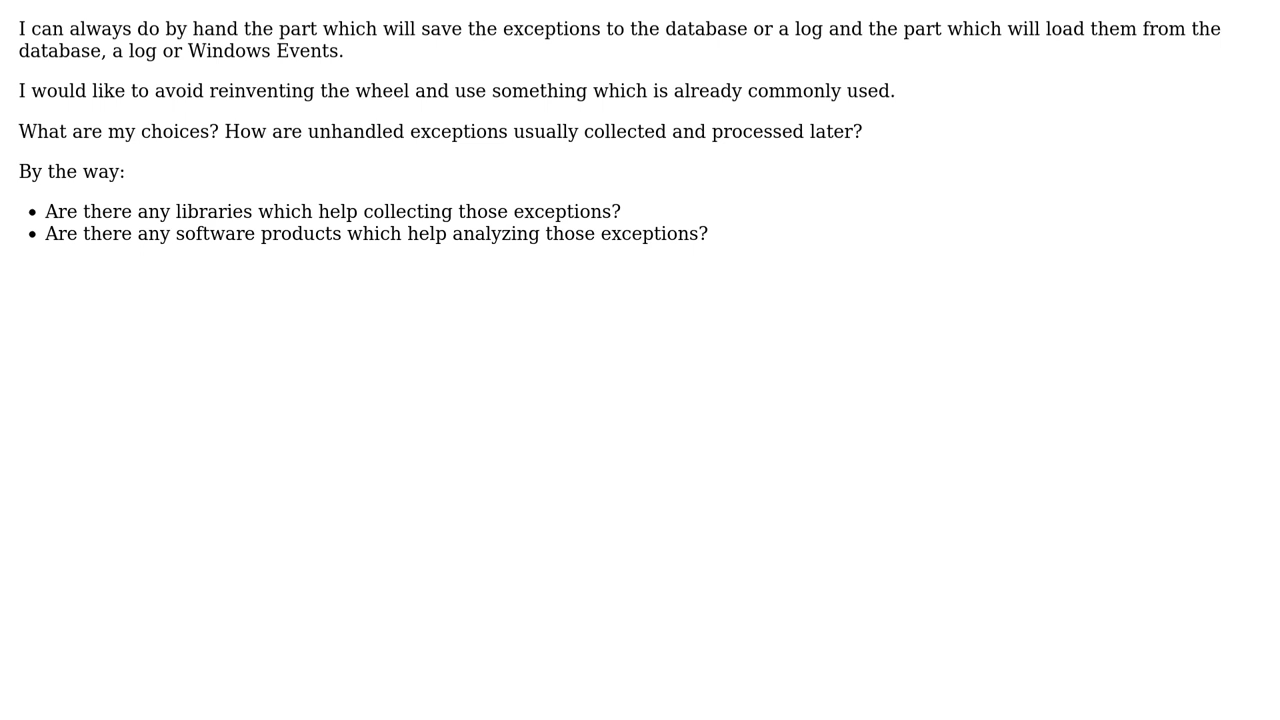 I can always do by hand the part which will save the exceptions to the database or a log and the part which will load them from the
database, a log or Windows Events.
I would like to avoid reinventing the wheel and use something which is already commonly used.
What are my choices? How are unhandled exceptions usually collected and processed later?
By the way:
• Are there any libraries which help collecting those exceptions?
• Are there any software products which help analyzing those exceptions?